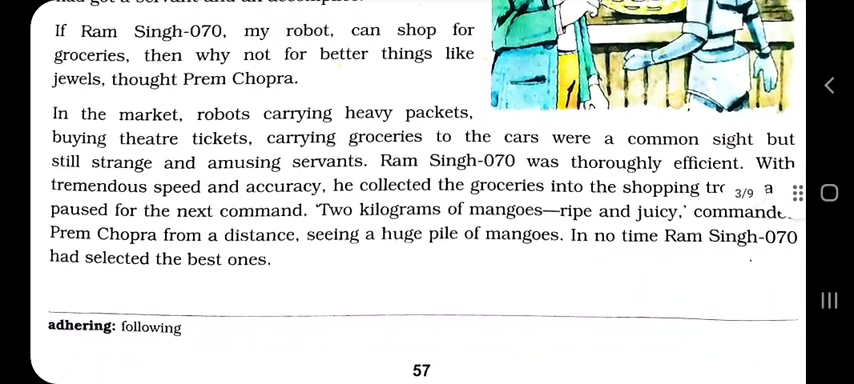 If Ram Singh-070, my robot, can shop for
groceries, then why not for better things like
jewels, thought Prem Chopra.
In the market, robots carrying heavy packets,
buying theatre tickets, carrying groceries to the cars were a common sight but
still strange and amusing servants. Ram Singh-070 was thoroughly efficient. With
tremendous speed and accuracy, he collected the groceries into the shopping
3/9
paused for the next command. 'Two kilograms of mangoes—ripe and juicy,'
Prem Chopra from a distance, seeing a huge pile of mangoes. In no time Ram Singh-070
had selected the best ones.
adhering: following
57